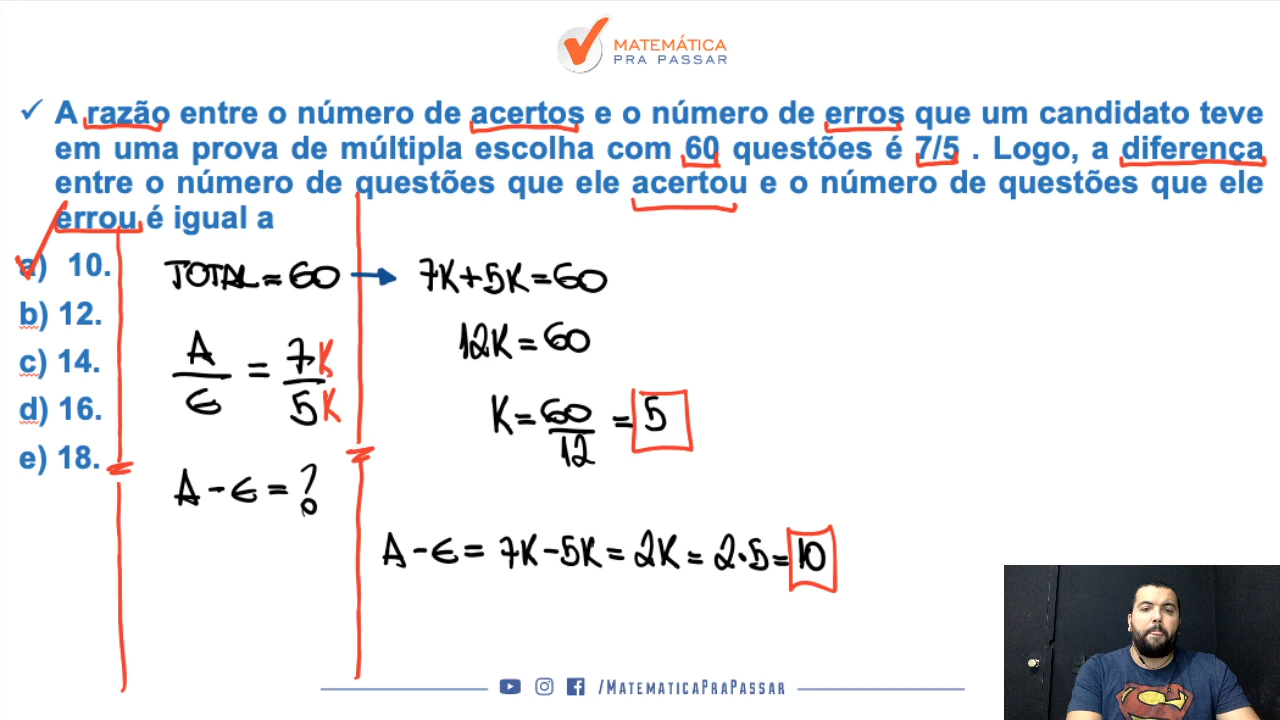 MATEMÁTICA
PRA PASSAR
✓ A razão entre o número de acertos e o número de erros que um candidato teve
em uma prova de múltipla escolha com 60 questões é 7/5 . Logo, a diferença
entre o número de questões que ele acertou e o número de questões que ele
errou é igual a
a) 10.
b) 12.
c) 14.
d) 16.
e) 18.
TOTAL = 60
A/E = 7K/5K
A - E = ?
7K + 5K = 60
12K = 60
K = 60/12 = 5
A - E = 7K - 5K = 2K = 2·5 = 10
/MATEMATICAPRAPASSAR